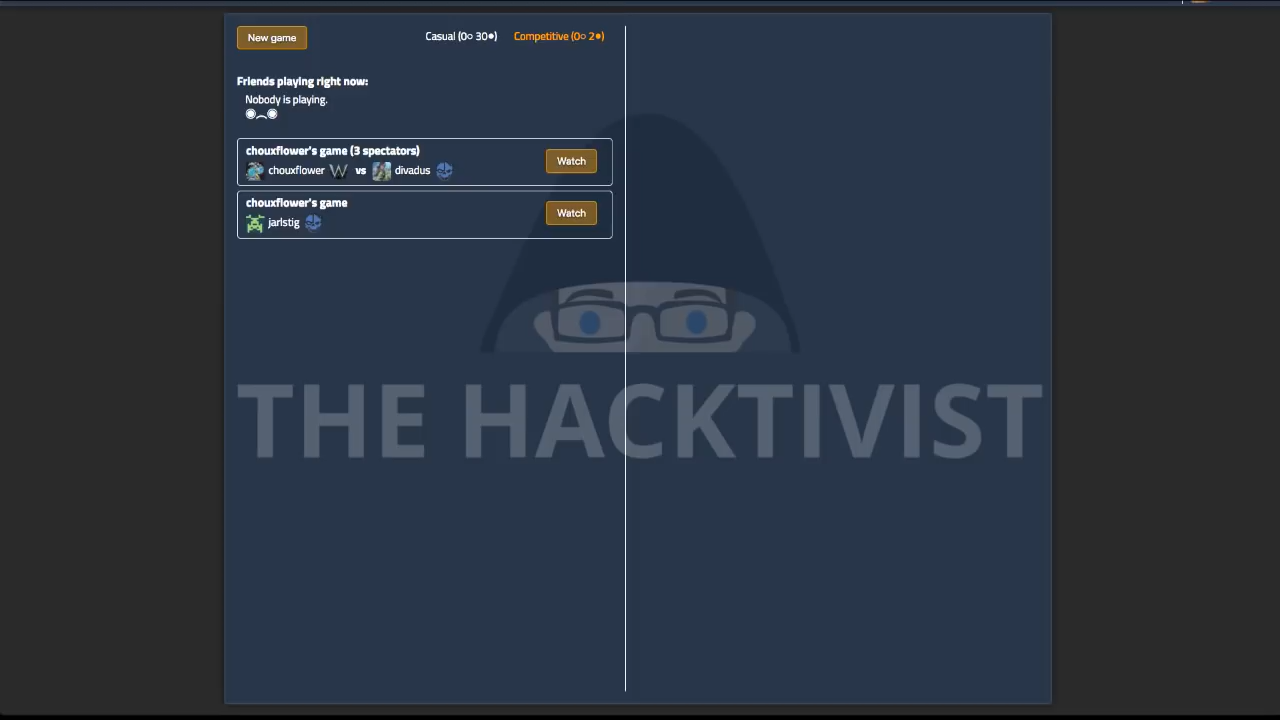 New game
Casual (0○ 30●)
Competitive (0○ 2●)
Friends playing right now:
Nobody is playing.
chouxflower's game (3 spectators)
chouxflower vs divadus
Watch
chouxflower's game
jarlstig
Watch
THE HACKTIVIST